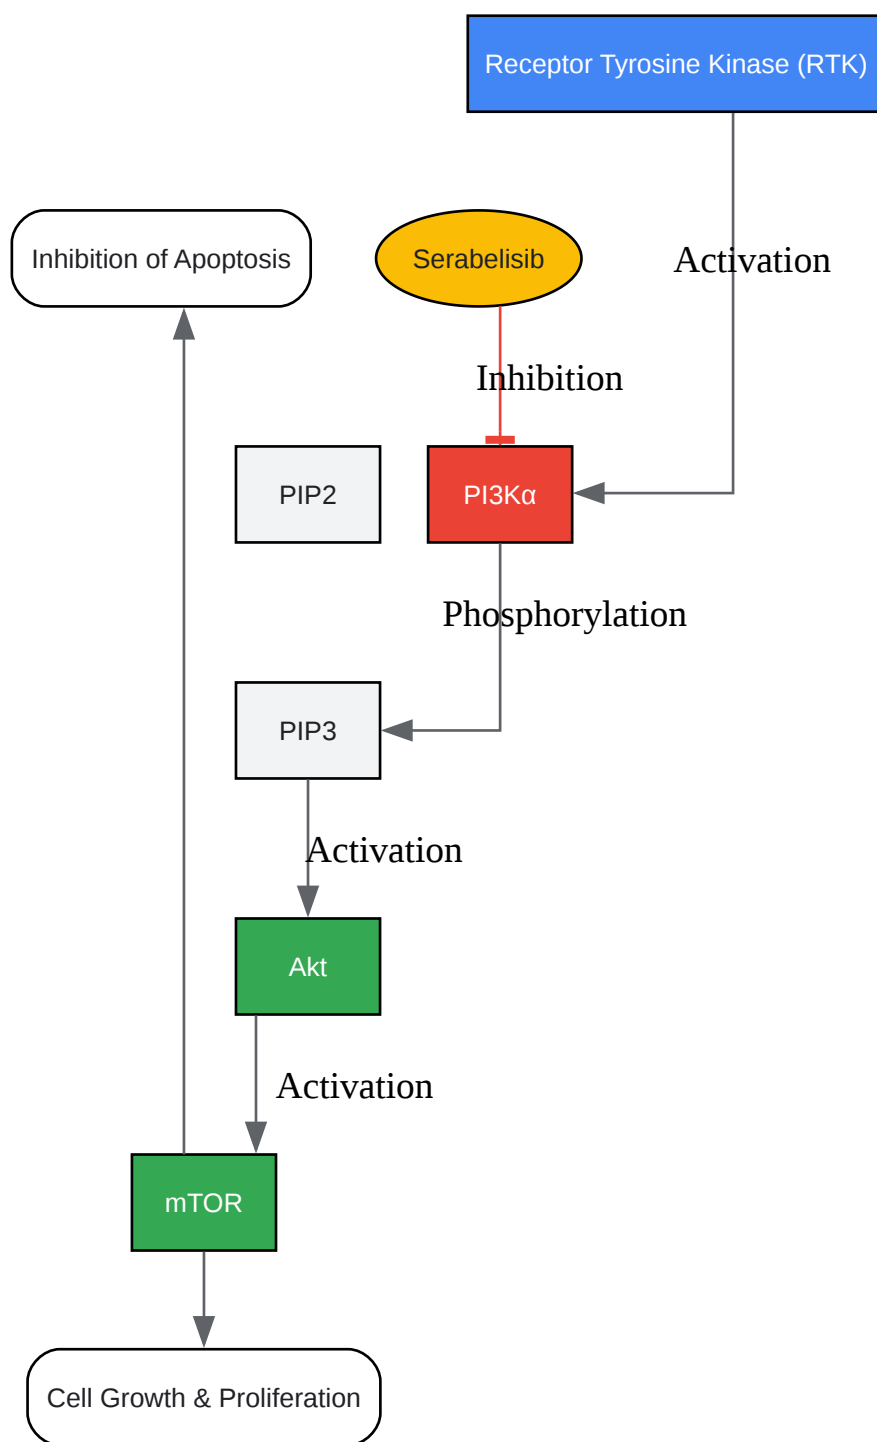 Receptor Tyrosine Kinase (RTK)
Inhibition of Apoptosis
Serabelisib
Activation
Inhibition
PIP2
PI3Kα
Phosphorylation
PIP3
Activation
Akt
Activation
mTOR
Cell Growth & Proliferation